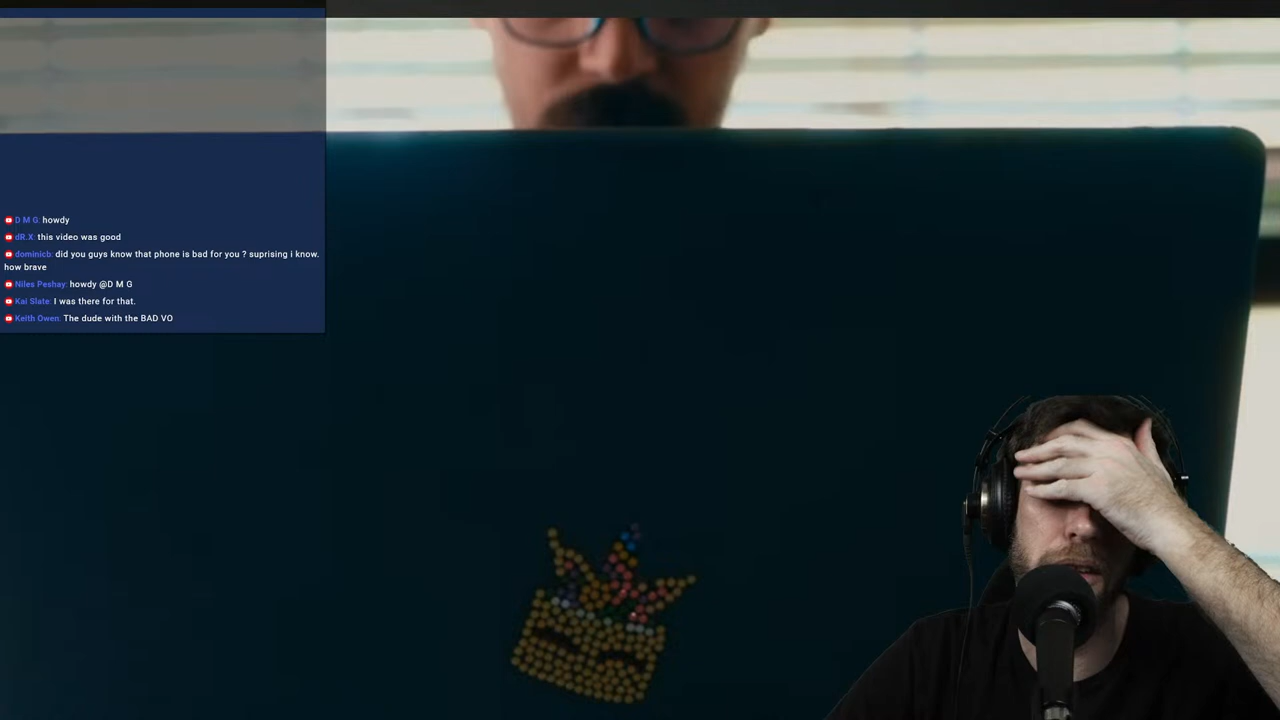 D M G: howdy
dR.X: this video was good
dominicb: did you guys know that phone is bad for you ? suprising i know.
how brave
Niles Peshay: howdy @D M G
Kai Slate: I was there for that.
Keith Owen: The dude with the BAD VO